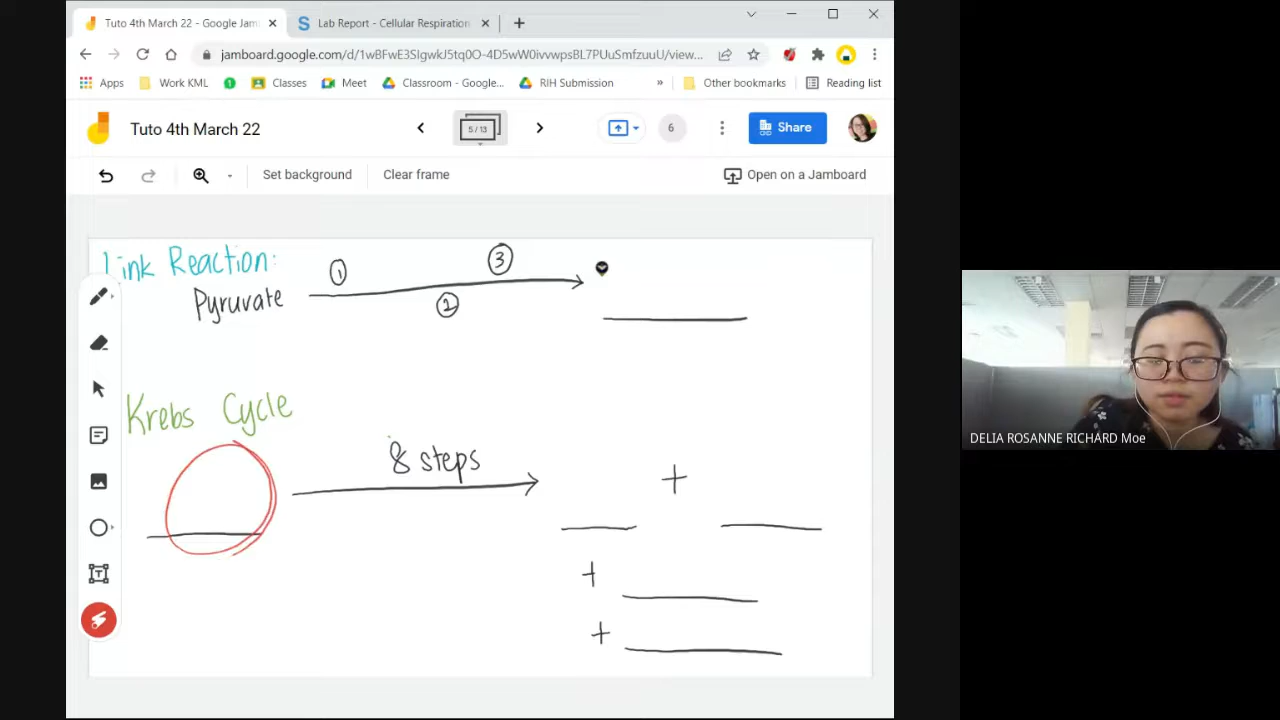 Tuto 4th March 22 - Google Jam
Lab Report - Cellular Respiration
jamboard.google.com/d/1wBFwE3SIgwkJ5tq0O-4D5wW0ivvwpsBL7PUuSmfzuuU/view...
Apps
Work KML
1
Classes
Meet
Classroom - Google...
RIH Submission
»
Other bookmarks
Reading list
Tuto 4th March 22
5 / 13
6
Share
Set background
Clear frame
Open on a Jamboard
Link Reaction:
① ③
Pyruvate
②
Krebs Cycle
8 steps
+
+
+
DELIA ROSANNE RICHARD Moe